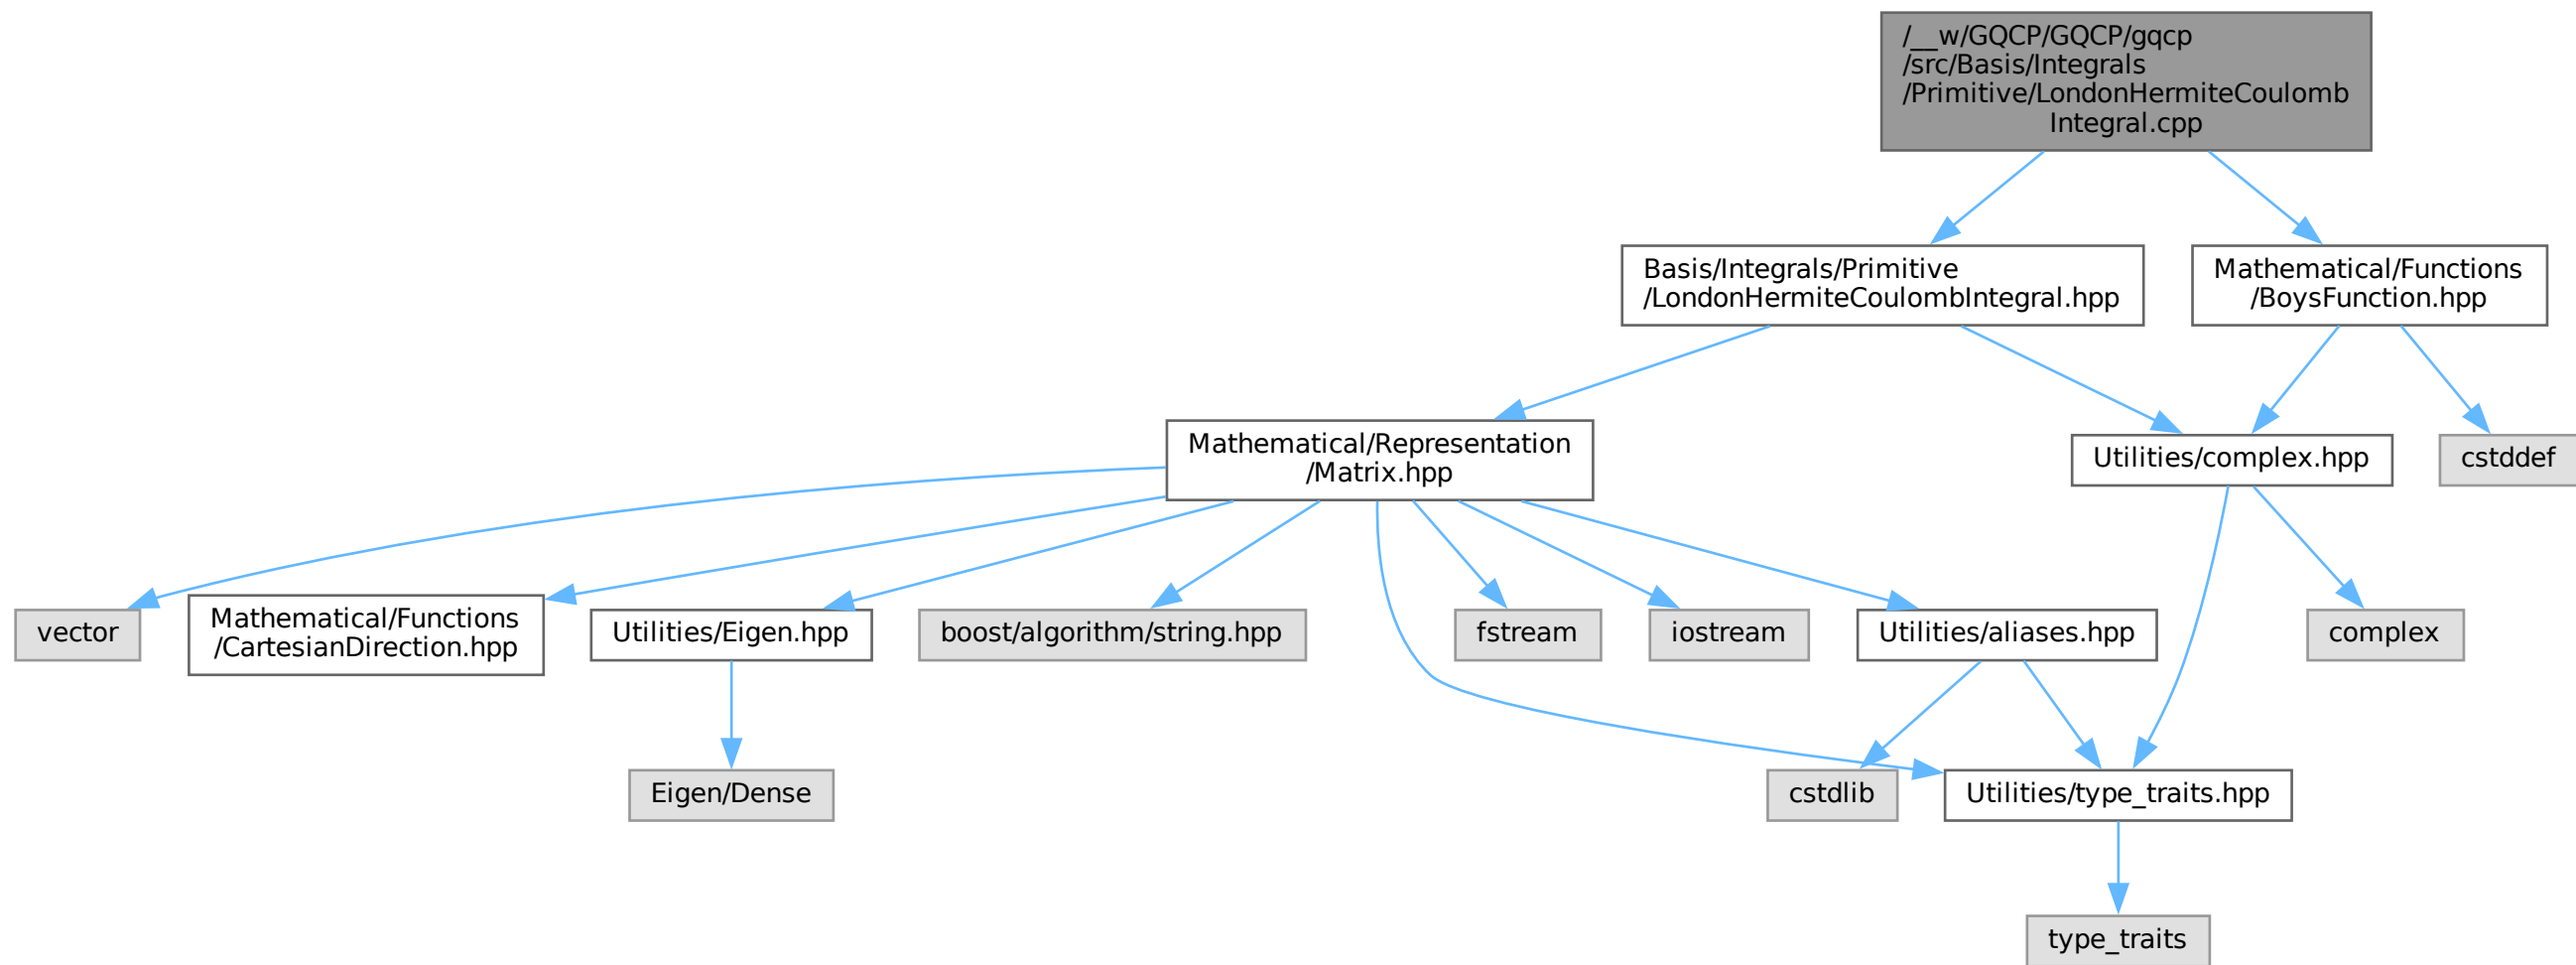 /__w/GQCP/GQCP/gqcp
/src/Basis/Integrals
/Primitive/LondonHermiteCoulomb
Integral.cpp
Basis/Integrals/Primitive
/LondonHermiteCoulombIntegral.hpp
Mathematical/Functions
/BoysFunction.hpp
Mathematical/Representation
/Matrix.hpp
Utilities/complex.hpp
cstddef
vector
Mathematical/Functions
/CartesianDirection.hpp
Utilities/Eigen.hpp
boost/algorithm/string.hpp
fstream
iostream
Utilities/aliases.hpp
complex
Eigen/Dense
cstdlib
Utilities/type_traits.hpp
type_traits